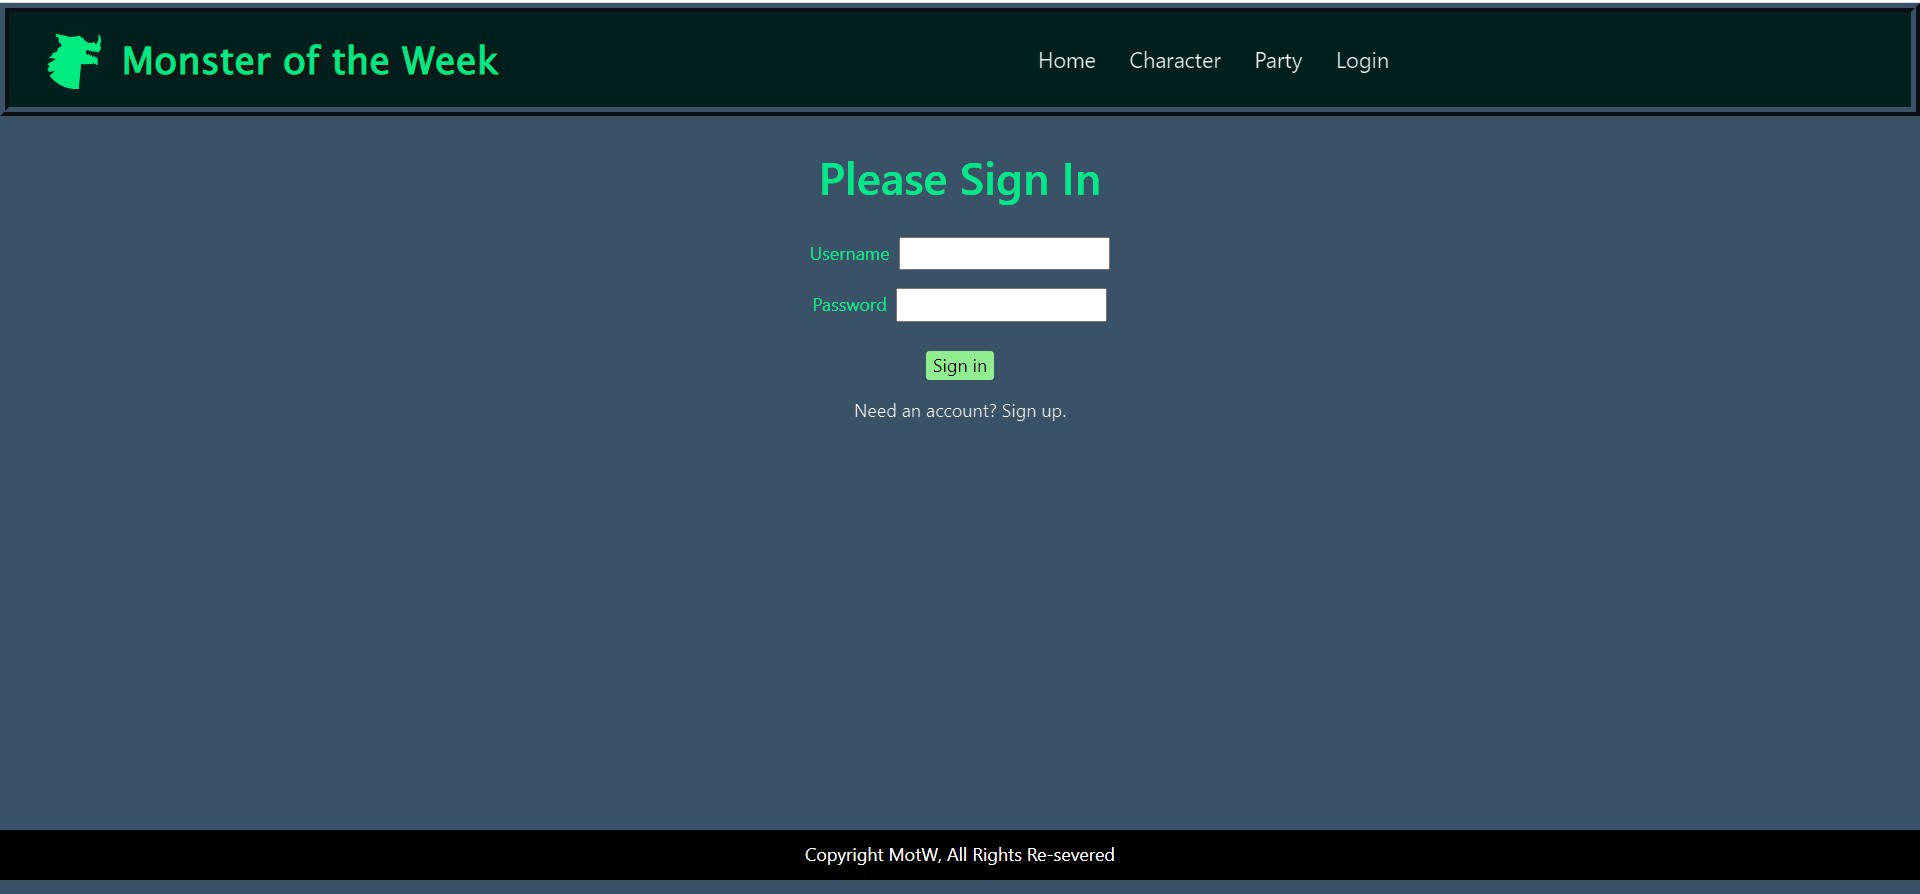 Monster of the Week
Home Character Party Login
Please Sign In
Username
Password
Sign in
Need an account? Sign up.
Copyright MotW, All Rights Re-severed